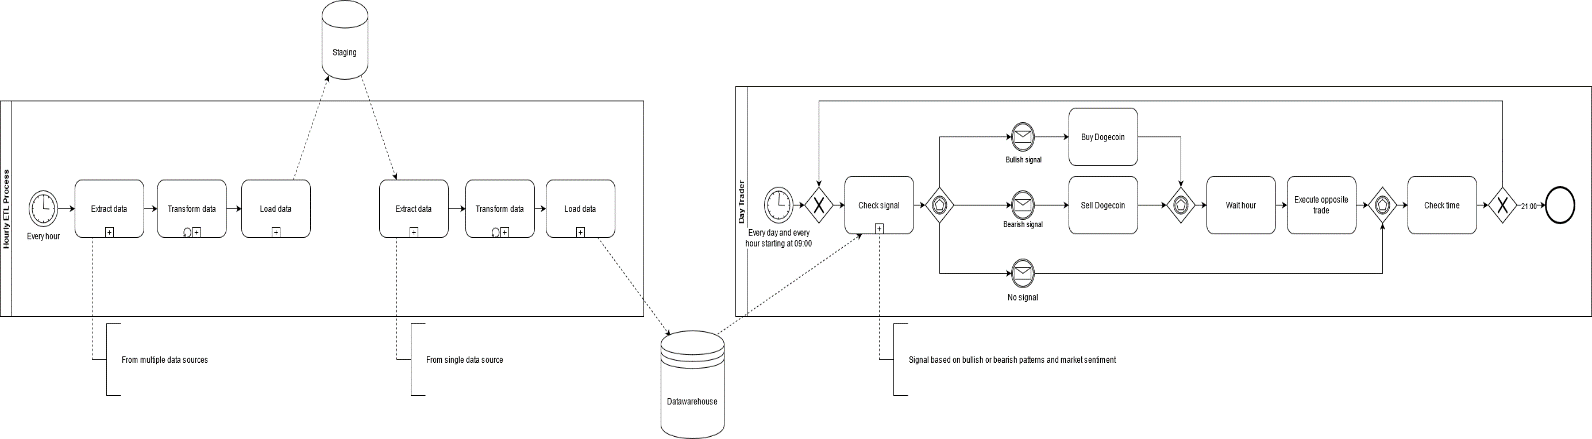 Staging
Hourly ETL Process
Every hour
Extract data
Transform data
Load data
Extract data
Transform data
Load data
From multiple data sources
From single data source
Datawarehouse
Day Trader
Every day and every
hour starting at 09:00
Check signal
Signal based on bullish or bearish patterns and market sentiment
Bullish signal
Buy Dogecoin
Bearish signal
Sell Dogecoin
No signal
Wait hour
Execute opposite
trade
Check time
21:00